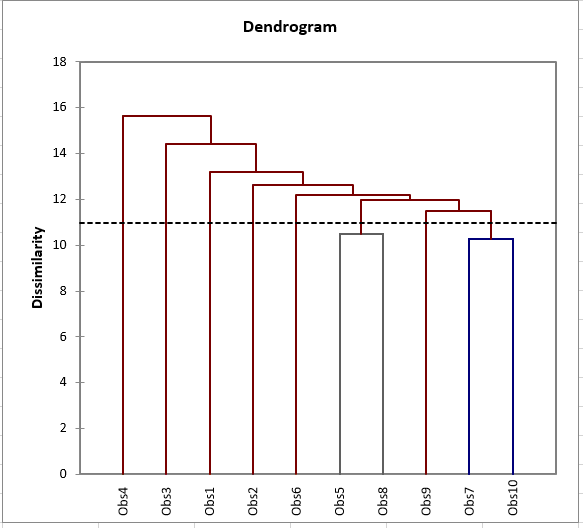 Dendrogram
18
16
14
12
10
8
6
4
2
0
Dissimilarity
Obs4
Obs3
Obs1
Obs2
Obs6
Obs5
Obs8
Obs9
Obs7
Obs10